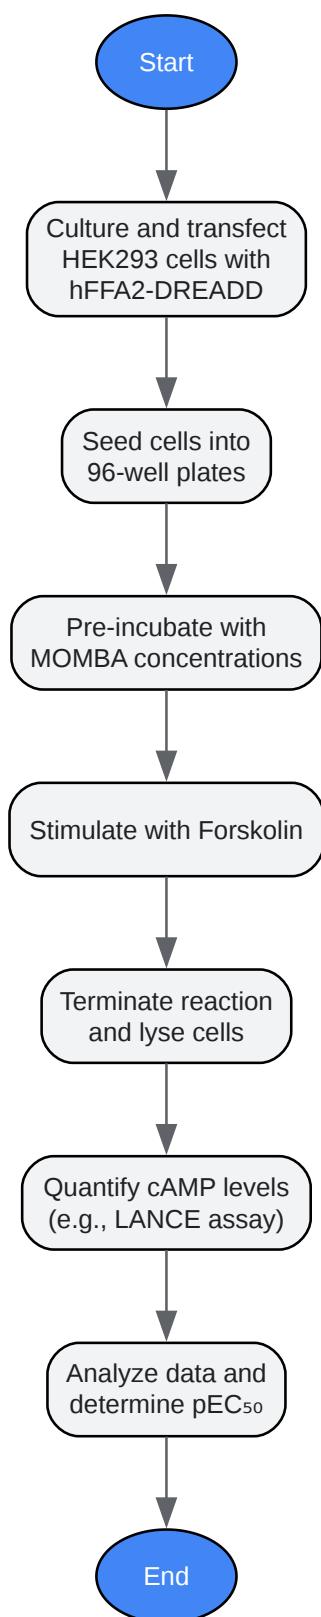 Start
Culture and transfect
HEK293 cells with
hFFA2-DREADD
Seed cells into
96-well plates
Pre-incubate with
MOMBA concentrations
Stimulate with Forskolin
Terminate reaction
and lyse cells
Quantify cAMP levels
(e.g., LANCE assay)
Analyze data and
determine pEC₅₀
End